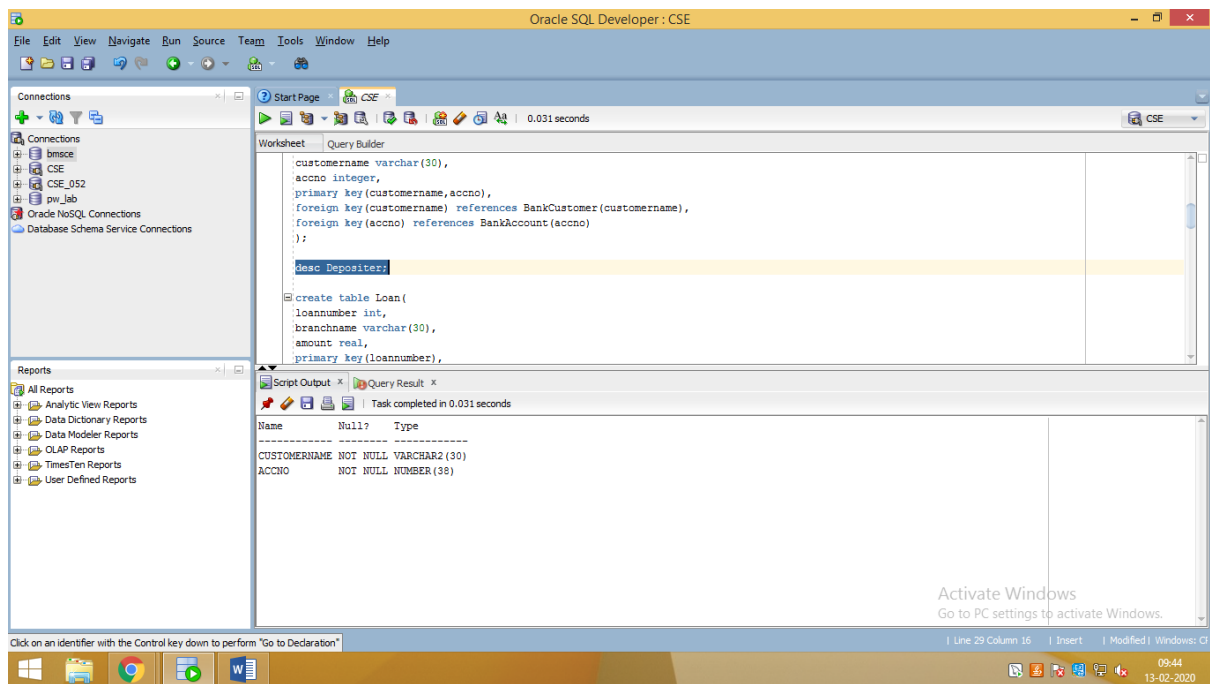 Oracle SQL Developer : CSE
File Edit View Navigate Run Source Team Tools Window Help
Connections
Connections
bmsce
CSE
CSE_052
pw_lab
Oracle NoSQL Connections
Database Schema Service Connections
Reports
All Reports
Analytic View Reports
Data Dictionary Reports
Data Modeler Reports
OLAP Reports
TimesTen Reports
User Defined Reports
Start Page
CSE
0.031 seconds
CSE
Worksheet Query Builder
customername varchar(30),
accno integer,
primary key(customername,accno),
foreign key(customername) references BankCustomer(customername),
foreign key(accno) references BankAccount(accno)
);
desc Depositer;
create table Loan(
loannumber int,
branchname varchar(30),
amount real,
primary key(loannumber),
Script Output x Query Result x
Task completed in 0.031 seconds
Name Null? Type
------------ -------- ------------
CUSTOMERNAME NOT NULL VARCHAR2(30)
ACCNO NOT NULL NUMBER(38)
Activate Windows
Go to PC settings to activate Windows.
Click on an identifier with the Control key down to perform "Go to Declaration"
| Line 29 Column 16 | Insert | Modified | Windows:
09:44
13-02-2020